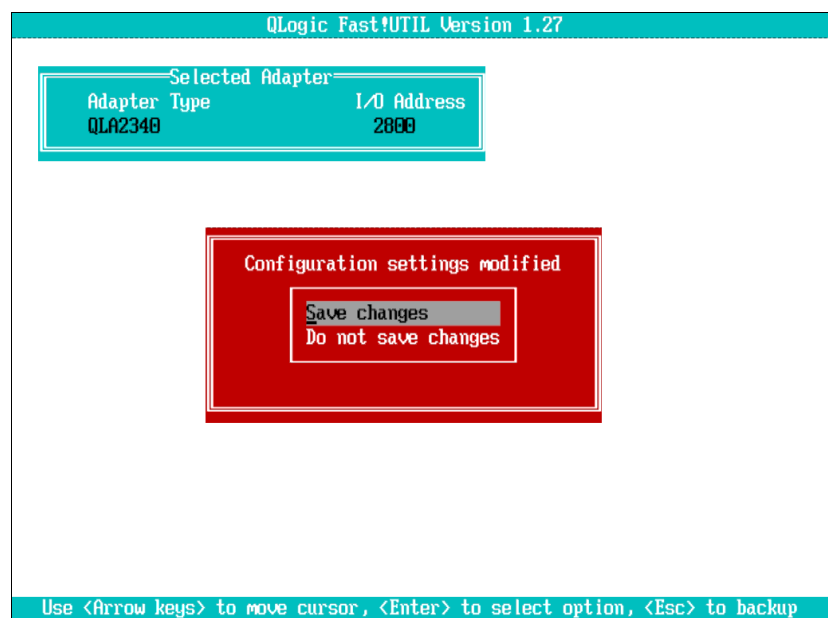 QLogic Fast!UTIL Version 1.27
Selected Adapter
Adapter Type I/O Address
QLA2340 2800
Configuration settings modified
Save changes
Do not save changes
Use <Arrow keys> to move cursor, <Enter> to select option, <Esc> to backup